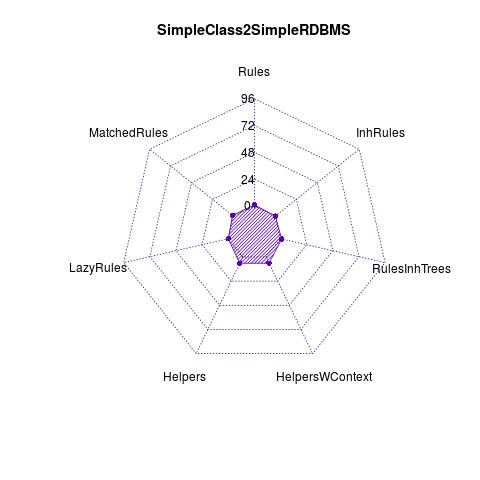 SimpleClass2SimpleRDBMS
Rules
96
MatchedRules
InhRules
72
48
24
0
LazyRules
RulesInhTrees
Helpers
HelpersWContext